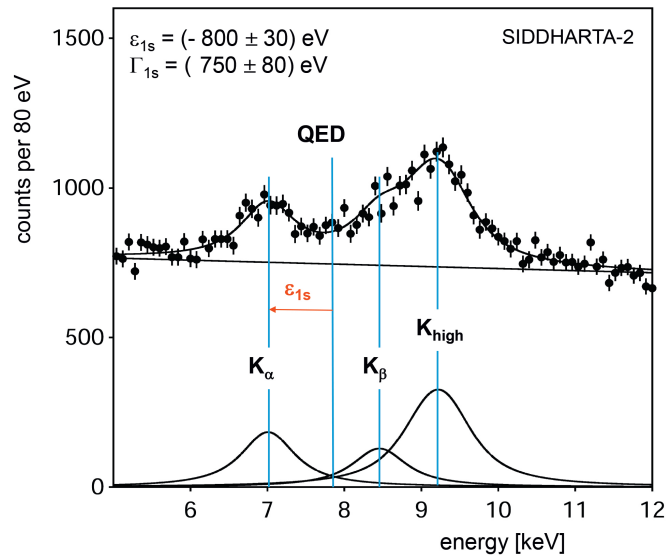 1500
ε1s = (- 800 ± 30) eV
SIDDHARTA-2
Γ1s = ( 750 ± 80) eV
QED
counts per 80 eV
1000
ε1s
500
Khigh
Kα
Kβ
0
6 7 8 9 10 11 12
energy [keV]